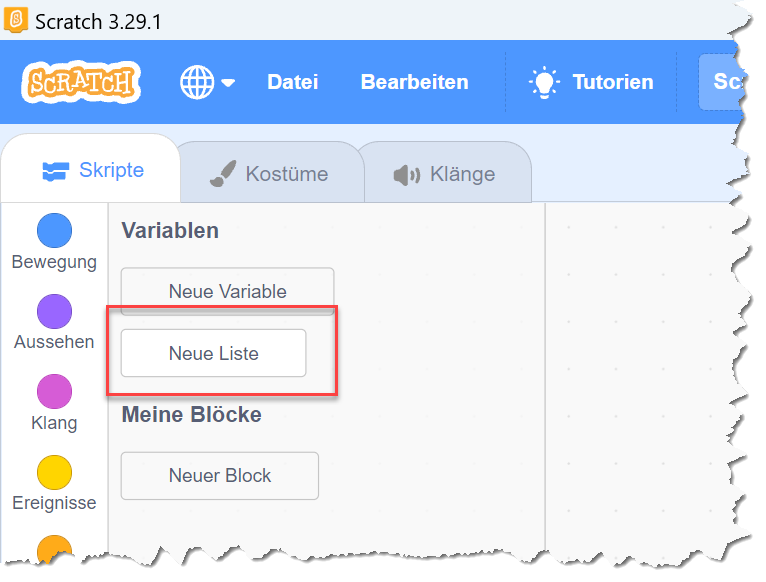 Scratch 3.29.1
SCRATCH Datei Bearbeiten Tutorien
Skripte Kostüme Klänge
Variablen
Bewegung
Neue Variable
Aussehen
Neue Liste
Klang
Meine Blöcke
Ereignisse
Neuer Block